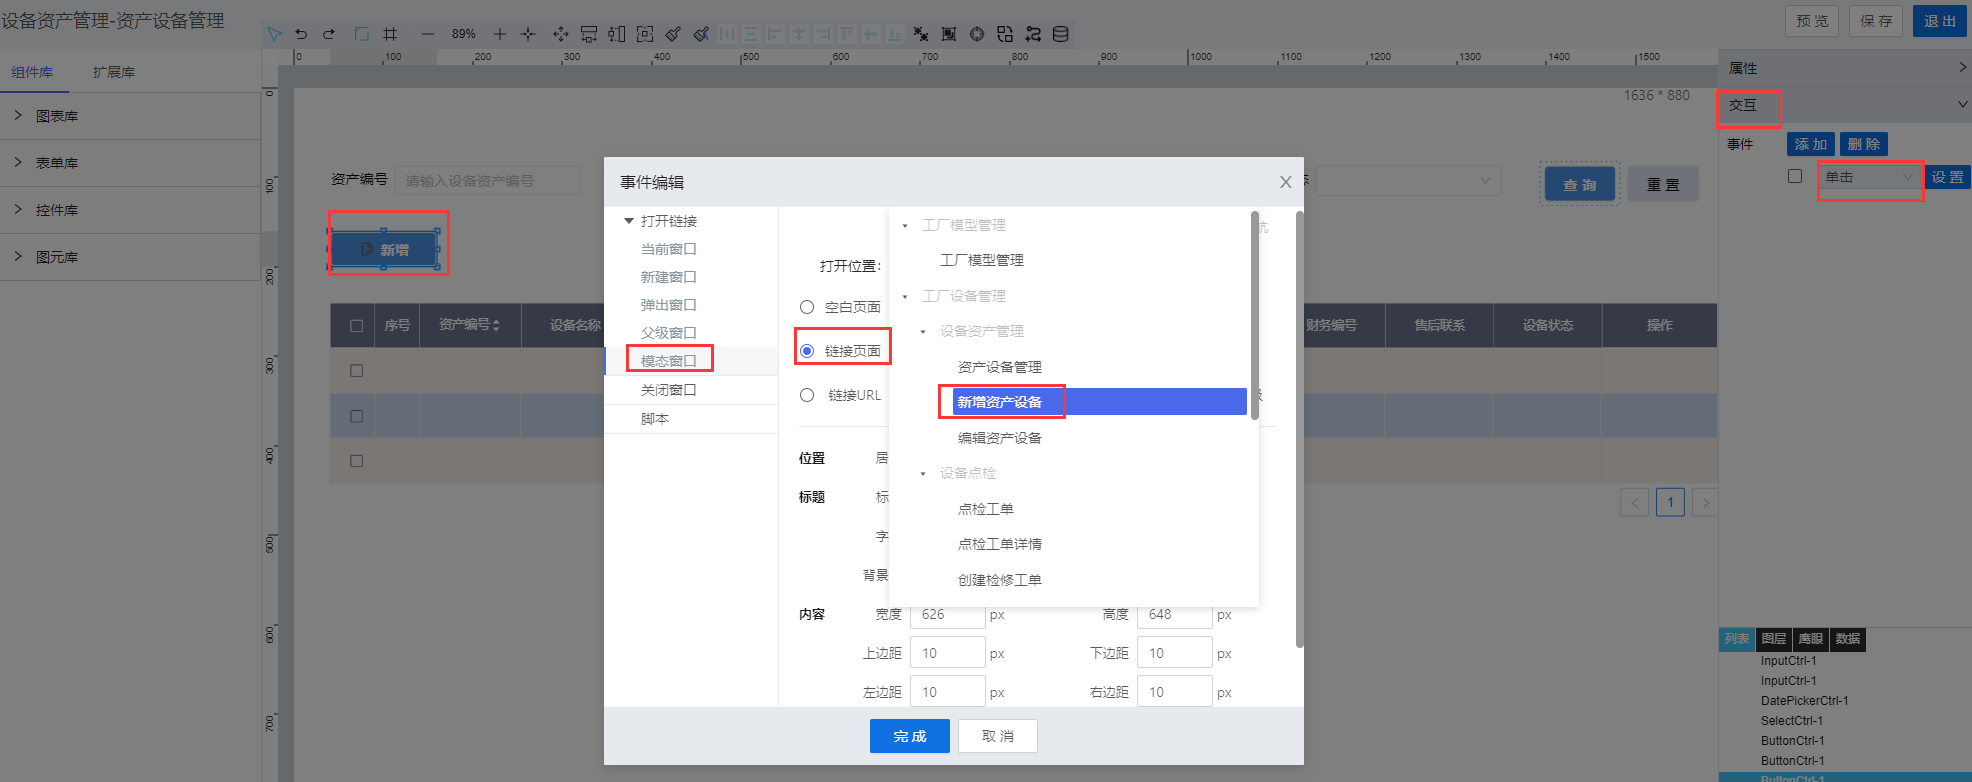 设备资产管理-资产设备管理
89%
预 览
保 存
退 出
组件库
扩展库
图表库
表单库
控件库
图元库
0 100 200 300 400 500 600 700 800 900 1000 1100 1200 1300 1400 1500
0 100 200 300 400 500 600 700
1636 * 880
资产编号
请输入设备资产编号
查 询
重 置
新增
序号
资产编号
设备名称
财务编号
售后联系
设备状态
操作
<
1
>
事件编辑
X
打开链接
当前窗口
新建窗口
弹出窗口
父级窗口
模态窗口
关闭窗口
脚本
打开位置:
空白页面
链接页面
链接URL
工厂模型管理
工厂模型管理
工厂设备管理
设备资产管理
资产设备管理
新增资产设备
编辑资产设备
设备点检
点检工单
点检工单详情
创建检修工单
位置
居
标题
标
字
背景
内容
宽度 626 px
高度 648 px
上边距 10 px
下边距 10 px
左边距 10 px
右边距 10 px
完 成
取 消
属性
交互
事件
添 加
删 除
单击
设 置
列表
图层
鹰眼
数据
InputCtrl-1
InputCtrl-1
DatePickerCtrl-1
SelectCtrl-1
ButtonCtrl-1
ButtonCtrl-1
ButtonCtrl-1